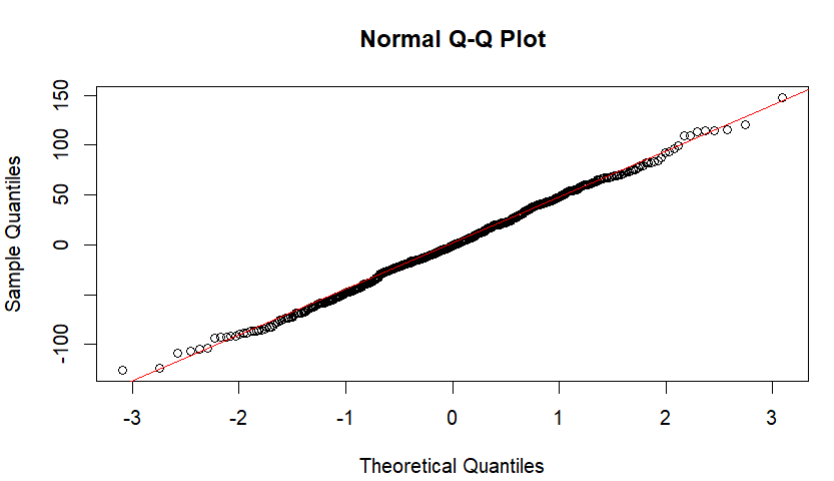 Normal Q-Q Plot
150
100
50
0
-100
Sample Quantiles
-3 -2 -1 0 1 2 3
Theoretical Quantiles